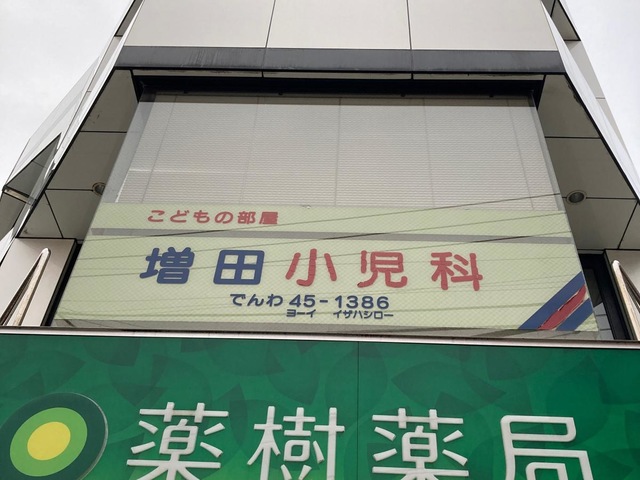 こどもの部屋
増田小児科
でんわ 45-1386
ヨーイ イザハシロー
薬樹薬局